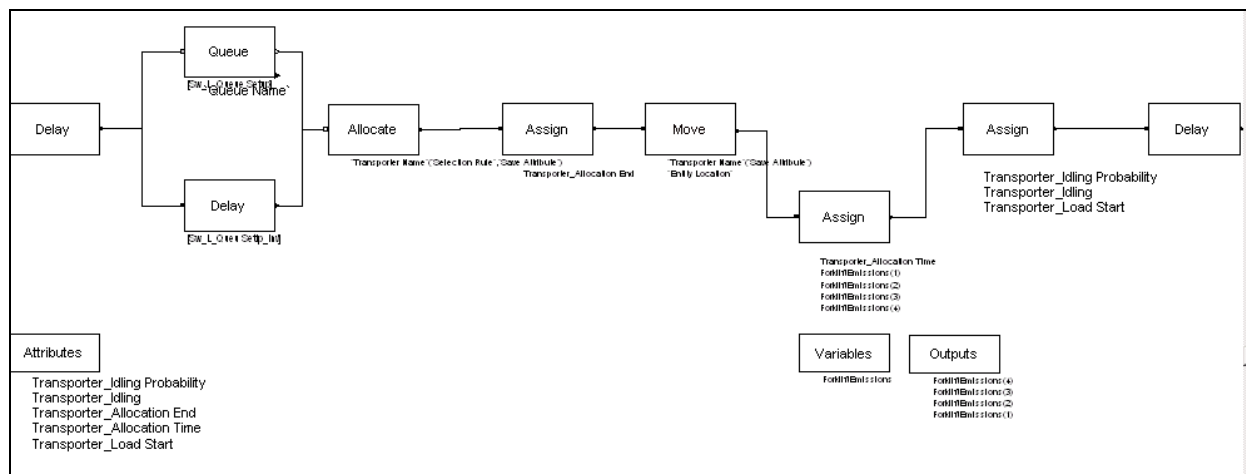 Queue
Queue Name
Delay
Allocate
Assign
Move
Assign
Delay
"Transporter Name"("Selection Rule","Save Attribute")
Transporter_Allocation End
"Transporter Name"(Save Attribute")
"Entity Location"
Transporter_Idling Probability
Transporter_Idling
Transporter_Load Start
Delay
Assign
Transporter_Allocation Time
ForkliftEmissions(1)
ForkliftEmissions(2)
ForkliftEmissions(3)
ForkliftEmissions(4)
Attributes
Transporter_Idling Probability
Transporter_Idling
Transporter_Allocation End
Transporter_Allocation Time
Transporter_Load Start
Variables
ForkliftEmissions
Outputs
ForkliftEmissions(4)
ForkliftEmissions(3)
ForkliftEmissions(2)
ForkliftEmissions(1)